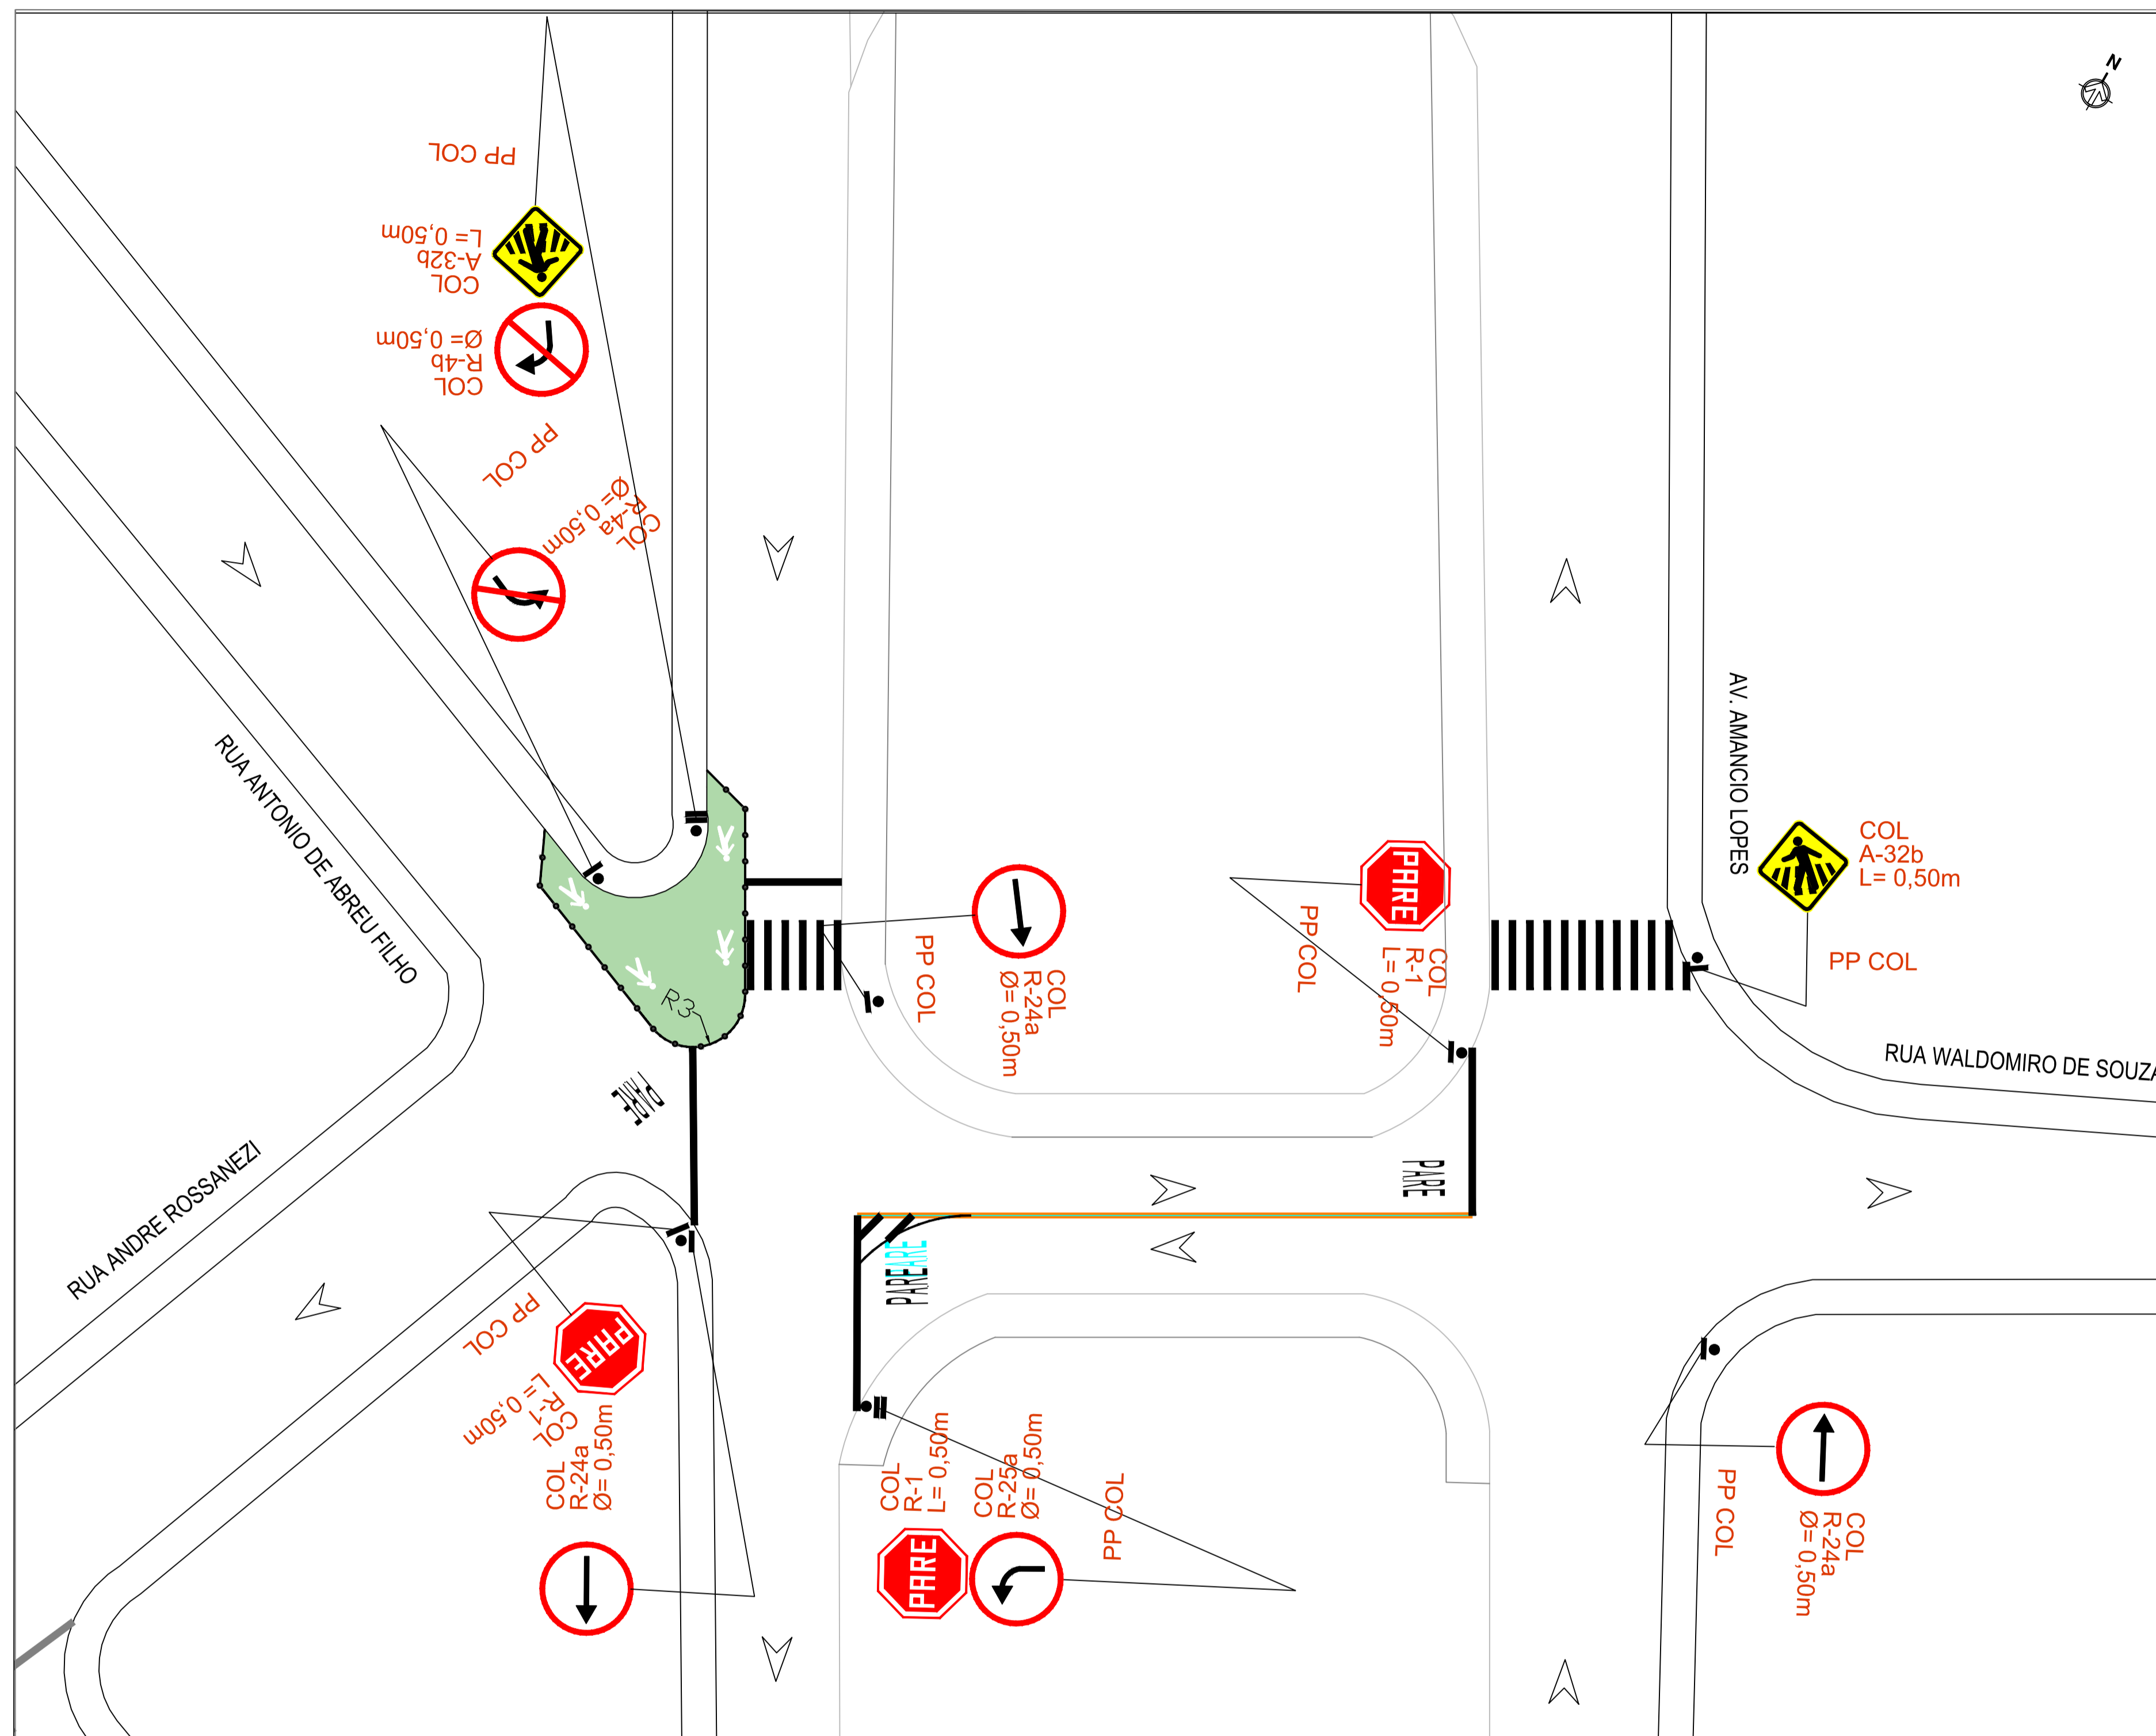 N
PP COL
L= 0,50m
A-32b
COL
Ø= 0,50m
R-4b
COL
PP COL
COL
R-4a
Ø= 0,50m
RUA ANTONIO DE ABREU FILHO
RUA ANDRE ROSSANEZI
AV. AMANCIO LOPES
RUA WALDOMIRO DE SOUZA
COL
A-32b
L= 0,50m
PP COL
PARE
COL
R-1
L= 0,50m
PP COL
COL
R-24a
Ø= 0,50m
PP COL
R3
PARE
PARE
PARE
PARE
PP COL
PARE
COL
R-1
L= 0,50m
COL
R-24a
Ø= 0,50m
COL
R-1
L= 0,50m
PARE
COL
R-25a
Ø= 0,50m
PP COL
PP COL
COL
R-24a
Ø= 0,50m